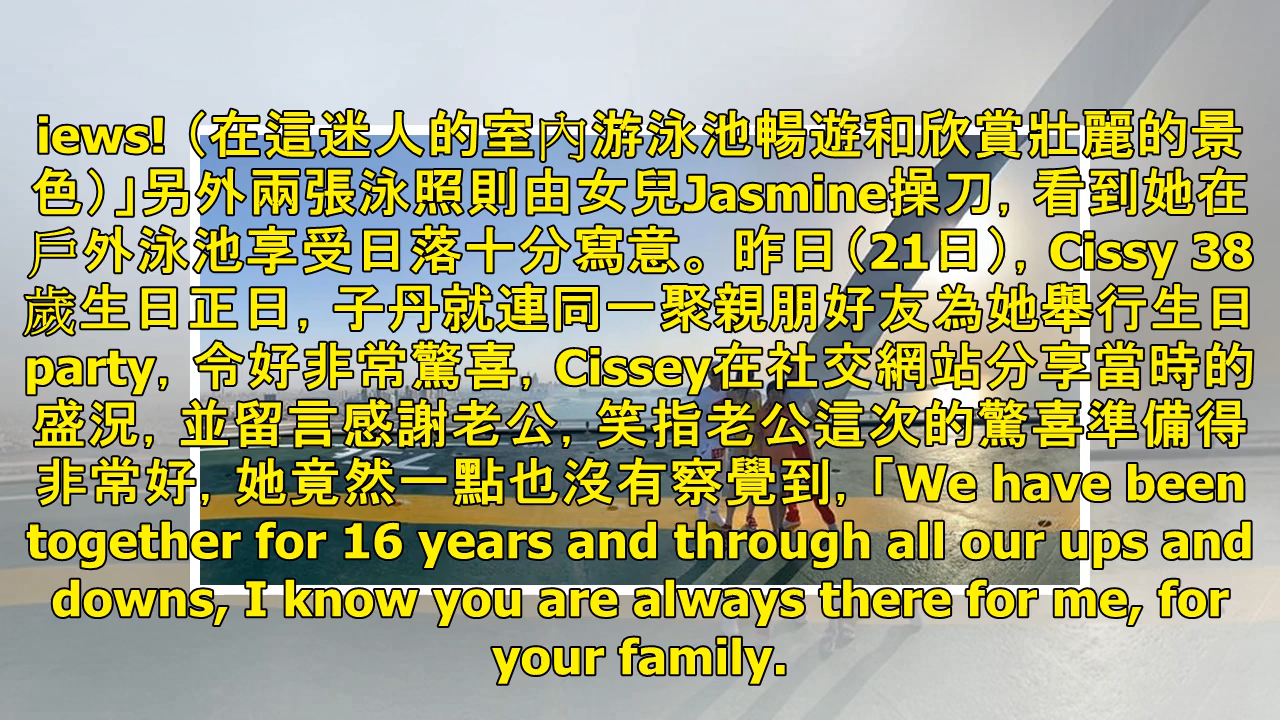 iews!（在這迷人的室內游泳池暢遊和欣賞壯麗的景
色）」另外兩張泳照則由女兒Jasmine操刀, 看到她在
戶外泳池享受日落十分寫意。昨日（21日）, Cissy 38
歲生日正日, 子丹就連同一聚親朋好友為她舉行生日
party, 令好非常驚喜, Cissey在社交網站分享當時的
盛況, 並留言感謝老公, 笑指老公這次的驚喜準備得
非常好, 她竟然一點也沒有察覺到,「We have been
together for 16 years and through all our ups and
downs, I know you are always there for me, for
your family.